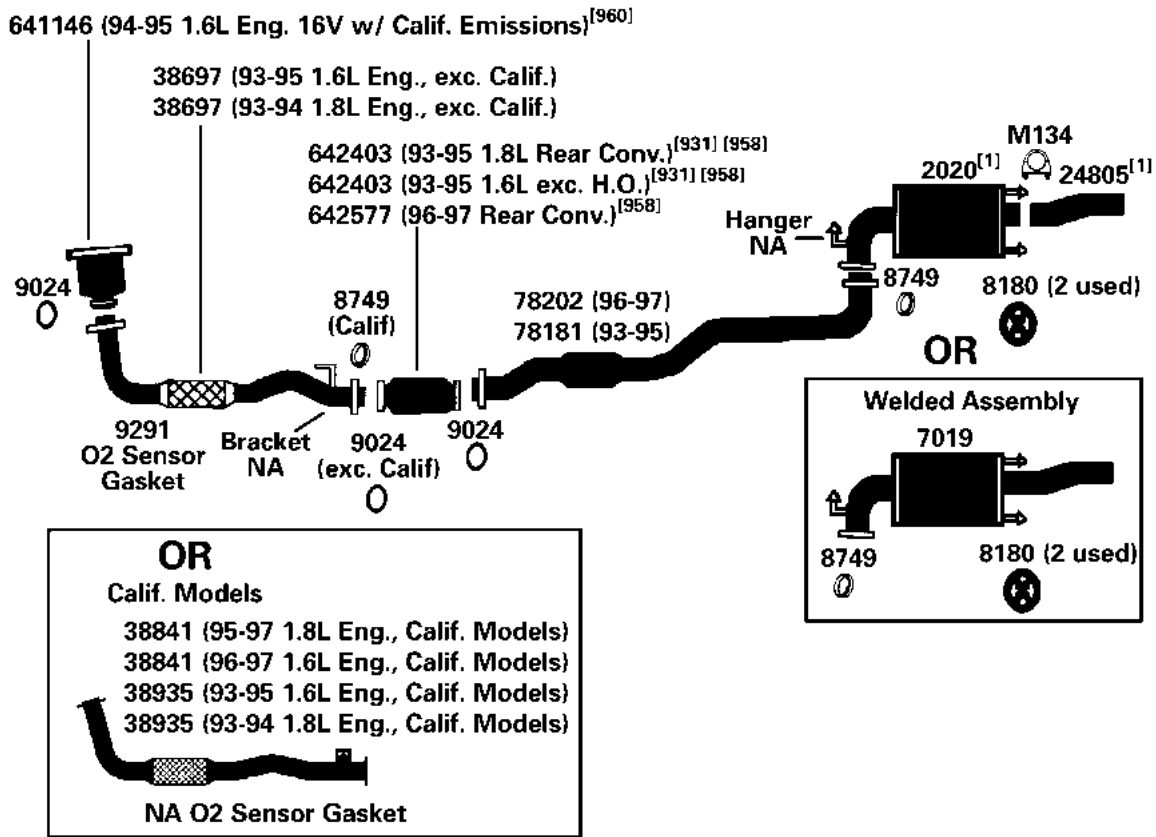 641146 (94-95 1.6L Eng. 16V w/ Calif. Emissions)[960]
38697 (93-95 1.6L Eng., exc. Calif.)
38697 (93-94 1.8L Eng., exc. Calif.)
642403 (93-95 1.8L Rear Conv.)[931] [958]
642403 (93-95 1.6L exc. H.O.)[931] [958]
642577 (96-97 Rear Conv.)[958]
M134
2020[1]
24805[1]
Hanger
NA
9024
8749
(Calif)
78202 (96-97)
78181 (93-95)
8749
8180 (2 used)
OR
9291
O2 Sensor
Gasket
Bracket
NA
9024
(exc. Calif)
9024
Welded Assembly
7019
8749
8180 (2 used)
OR
Calif. Models
38841 (95-97 1.8L Eng., Calif. Models)
38841 (96-97 1.6L Eng., Calif. Models)
38935 (93-95 1.6L Eng., Calif. Models)
38935 (93-94 1.8L Eng., Calif. Models)
NA O2 Sensor Gasket